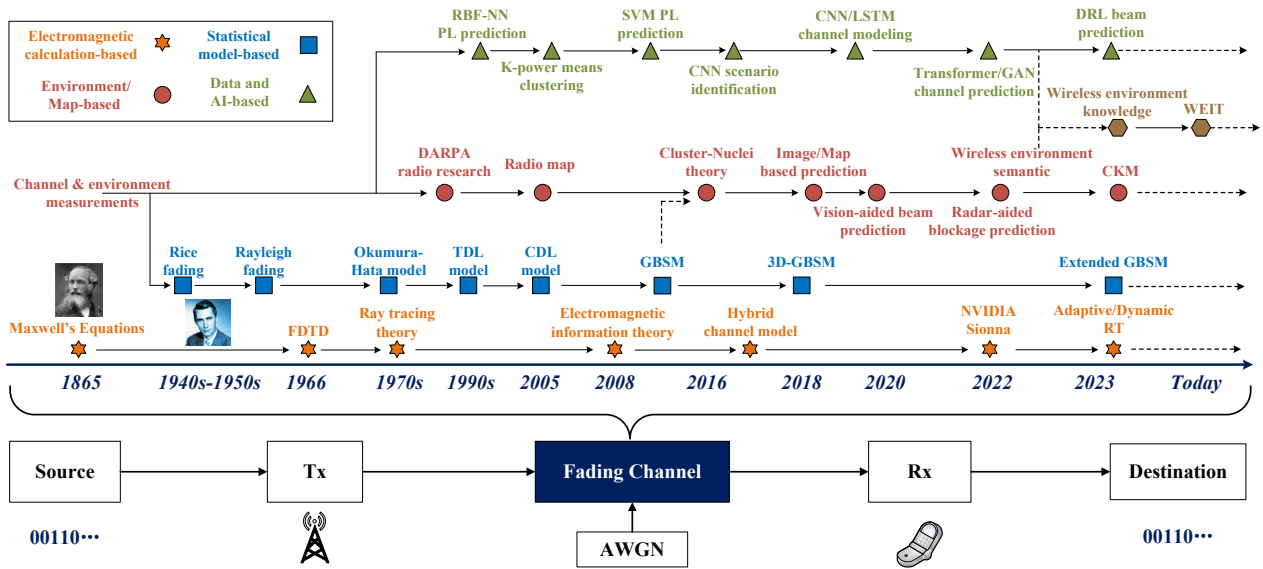 Electromagnetic
calculation-based
Statistical
model-based
Environment/
Map-based
Data and
AI-based
RBF-NN
PL prediction
K-power means
clustering
SVM PL
prediction
CNN scenario
identification
CNN/LSTM
channel modeling
Transformer/GAN
channel prediction
DRL beam
prediction
Wireless environment
knowledge
WEIT
Channel & environment
measurements
DARPA
radio research
Radio map
Cluster-Nuclei
theory
Image/Map
based prediction
Vision-aided beam
prediction
Wireless environment
semantic
Radar-aided
blockage prediction
CKM
Rice
fading
Rayleigh
fading
Okumura-
Hata model
TDL
model
CDL
model
GBSM
3D-GBSM
Extended GBSM
Maxwell's Equations
FDTD
Ray tracing
theory
Electromagnetic
information theory
Hybrid
channel model
NVIDIA
Sionna
Adaptive/Dynamic
RT
1865
1940s-1950s
1966
1970s
1990s
2005
2008
2016
2018
2020
2022
2023
Today
Source
Tx
Fading Channel
Rx
Destination
00110···
AWGN
00110···